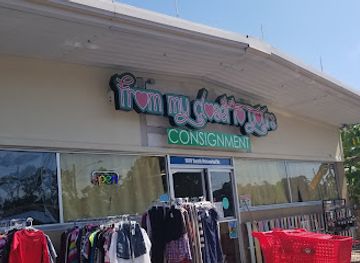 from my closet to yours
CONSIGNMENT
open